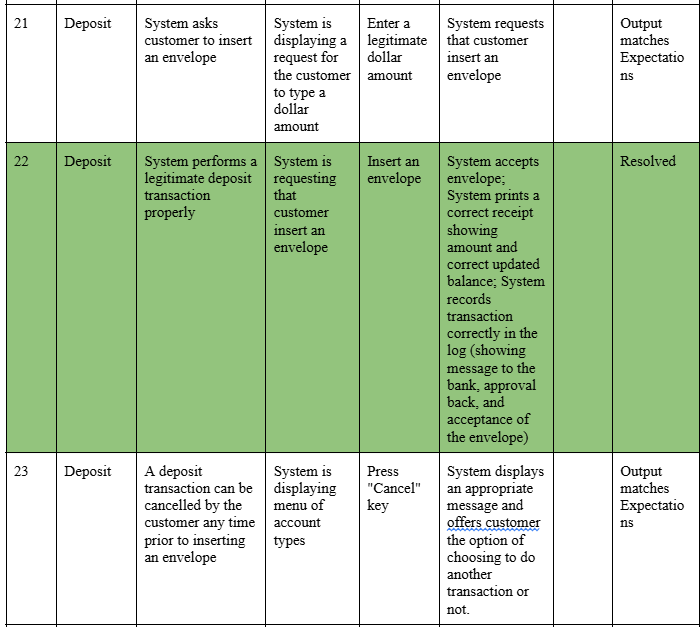 21
Deposit
System asks
customer to insert
an envelope
System is
displaying a
request for
the customer
to type a
dollar
amount
Enter a
legitimate
dollar
amount
System requests
that customer
insert an
envelope
Output
matches
Expectatio
ns
22
Deposit
System performs a
legitimate deposit
transaction
properly
System is
requesting
that
customer
insert an
envelope
Insert an
envelope
System accepts
envelope;
System prints a
correct receipt
showing
amount and
correct updated
balance; System
records
transaction
correctly in the
log (showing
message to the
bank, approval
back, and
acceptance of
the envelope)
Resolved
23
Deposit
A deposit
transaction can be
cancelled by the
customer any time
prior to inserting
an envelope
System is
displaying
menu of
account
types
Press
"Cancel"
key
System displays
an appropriate
message and
offers customer
the option of
choosing to do
another
transaction or
not.
Output
matches
Expectatio
ns